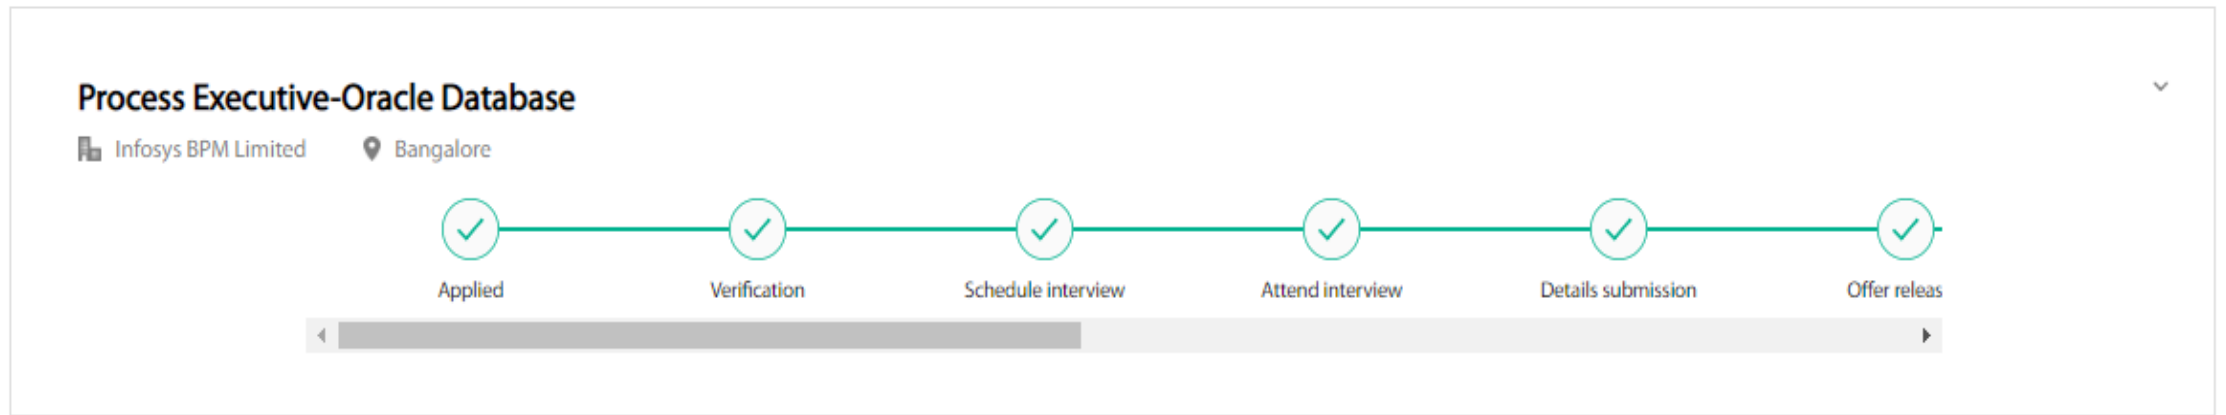 Process Executive-Oracle Database
Infosys BPM Limited Bangalore
Applied Verification Schedule interview Attend interview Details submission Offer releas